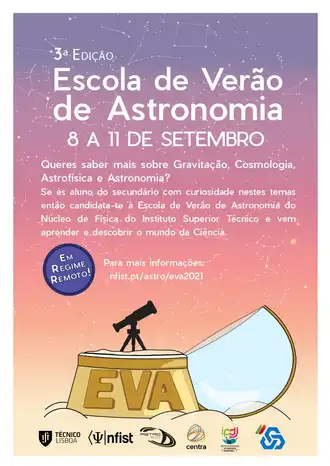 3ª EDIÇÃO
Escola de Verão
de Astronomia
8 A 11 DE SETEMBRO
Queres saber mais sobre Gravitação, Cosmologia,
Astrofísica e Astronomia?
Se és aluno do secundário com curiosidade nestes temas
então candidata-te à Escola de Verão de Astronomia do
Núcleo de Física do Instituto Superior Técnico e vem
aprender e descobrir o mundo da Ciência.
EM
REGIME
REMOTO!
Para mais informações:
nfist.pt/astro/eva2021
EVA
TÉCNICO
LISBOA
nfist
centra